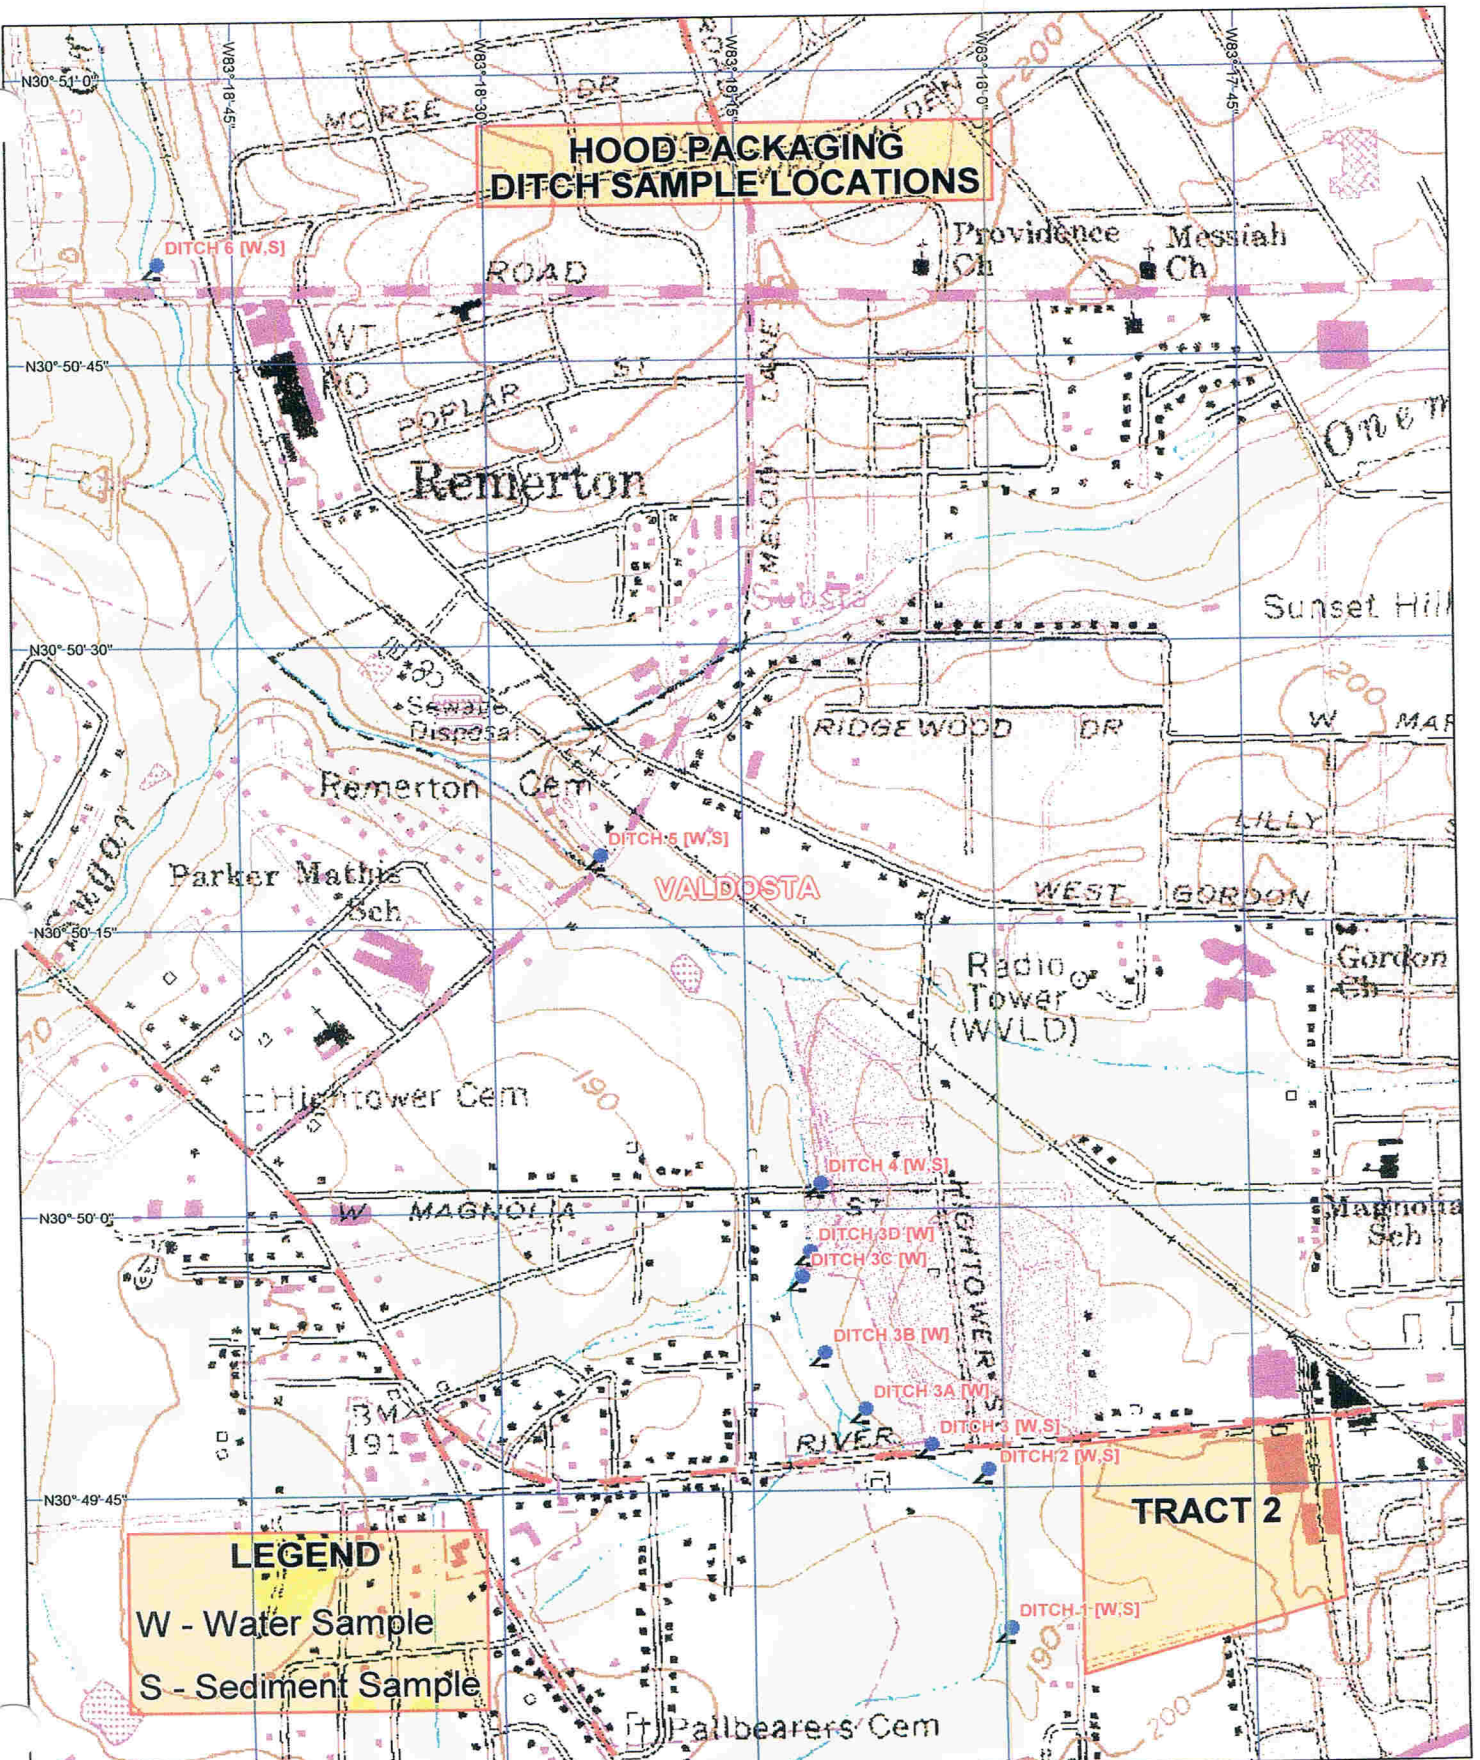 W83°-18'-45"
W83°-18'-30"
W83°-18'-15"
W83°-18'-0"
W83°-17'-45"
N30°-51'-0"
200
MOREE
DR
HOOD PACKAGING
DITCH SAMPLE LOCATIONS
Providence
Ch
Messiah
Ch
DITCH 6 [W,S]
ROAD
WT
N30°-50'-45"
ST
POPLAR
MELODY LANE
Remerton
Substa
Sunset Hill
N30°-50'-30"
200
Sewage
Disposal
RIDGEWOOD DR
W
Remerton Cem
LILLY
DITCH 5 [W,S]
Parker Mathis
Sch
VALDOSTA
WEST GORDON
N30°-50'-15"
Radio
Tower
(WVLD)
Gordon
Ch
190
Hightower Cem
DITCH 4 [W,S]
N30°-50'-0"
W MAGNOLIA
ST
Magnolia
Sch
DITCH 3D [W]
DITCH 3C [W]
DITCH 3B [W]
DITCH 3A [W]
BM
191
RIVER
DITCH 3 [W,S]
DITCH 2 [W,S]
N30°-49'-45"
TRACT 2
LEGEND
W - Water Sample
S - Sediment Sample
DITCH 1 [W,S]
190
200
Pallbearers Cem